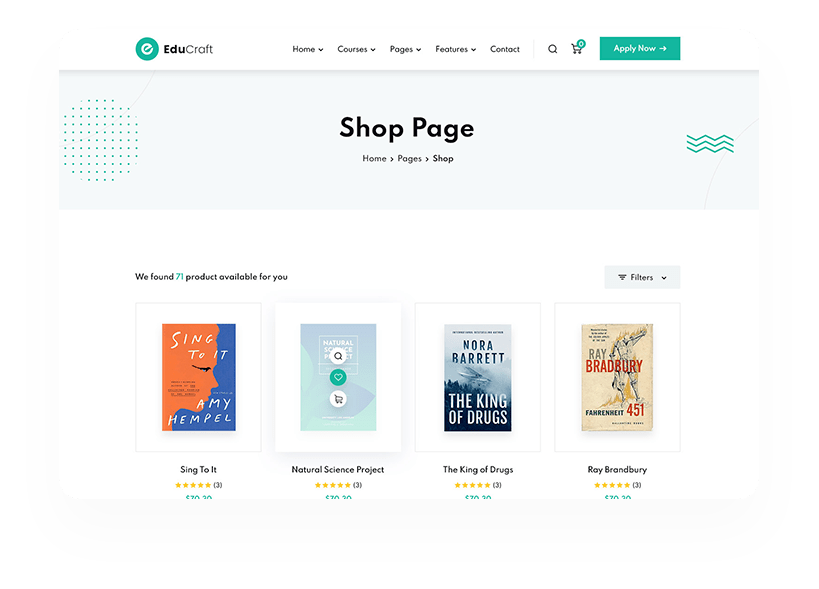 EduCraft
Home Courses Pages Features Contact 0 Apply Now →
Shop Page
Home > Pages > Shop
We found 71 product available for you
Filters
SING
TO IT
AMY
HEMPEL
NATURAL
SCIENCE
PROJECT
NORA
BARRETT
THE KING
OF DRUGS
RAY
BRADBURY
FAHRENHEIT 451
Sing To It
Natural Science Project
The King of Drugs
Ray Brandbury
(3)
(3)
(3)
(3)
$70.30
$70.30
$70.30
$70.30